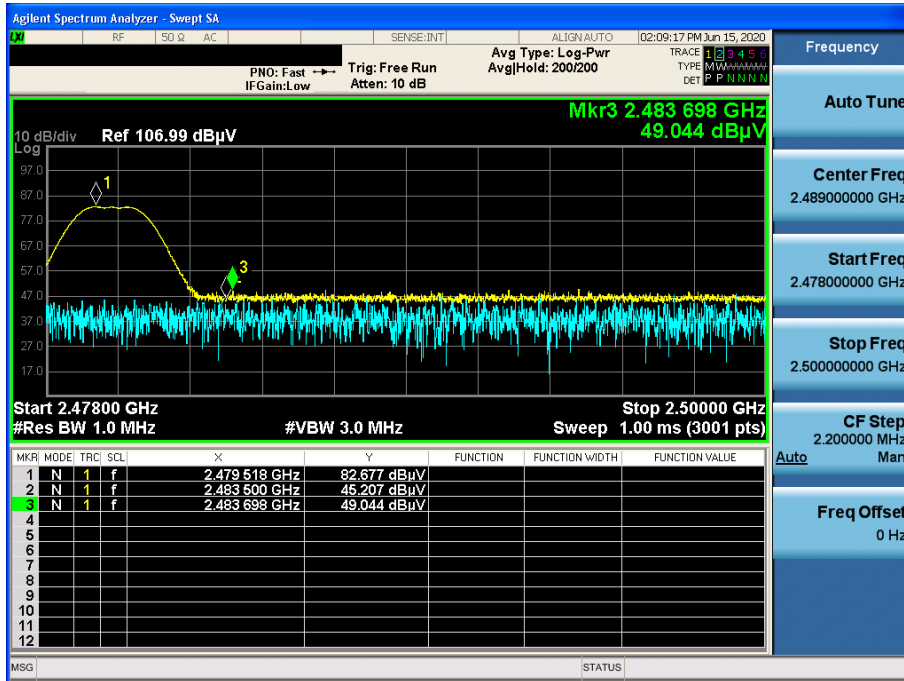 Agilent Spectrum Analyzer - Swept SA
LXI RF 50 Ω AC SENSE:INT ALIGN AUTO 02:09:17 PM Jun 15, 2020
PNO: Fast Trig: Free Run Avg Type: Log-Pwr TRACE 1 2 3 4 5 6
IFGain:Low Atten: 10 dB Avg|Hold: 200/200 TYPE M W W W W W
DET P P N N N N
Mkr3 2.483 698 GHz
49.044 dBµV
10 dB/div Ref 106.99 dBµV
Log
97.0
87.0
77.0
67.0
57.0
47.0
37.0
27.0
17.0
1
3
Start 2.47800 GHz Stop 2.50000 GHz
#Res BW 1.0 MHz #VBW 3.0 MHz Sweep 1.00 ms (3001 pts)
MKR MODE TRC SCL X Y FUNCTION FUNCTION WIDTH FUNCTION VALUE
1 N 1 f 2.479 518 GHz 82.677 dBµV
2 N 1 f 2.483 500 GHz 45.207 dBµV
3 N 1 f 2.483 698 GHz 49.044 dBµV
4
5
6
7
8
9
10
11
12
MSG STATUS
Frequency
Auto Tune
Center Freq
2.489000000 GHz
Start Freq
2.478000000 GHz
Stop Freq
2.500000000 GHz
CF Step
2.200000 MHz
Auto Man
Freq Offset
0 Hz